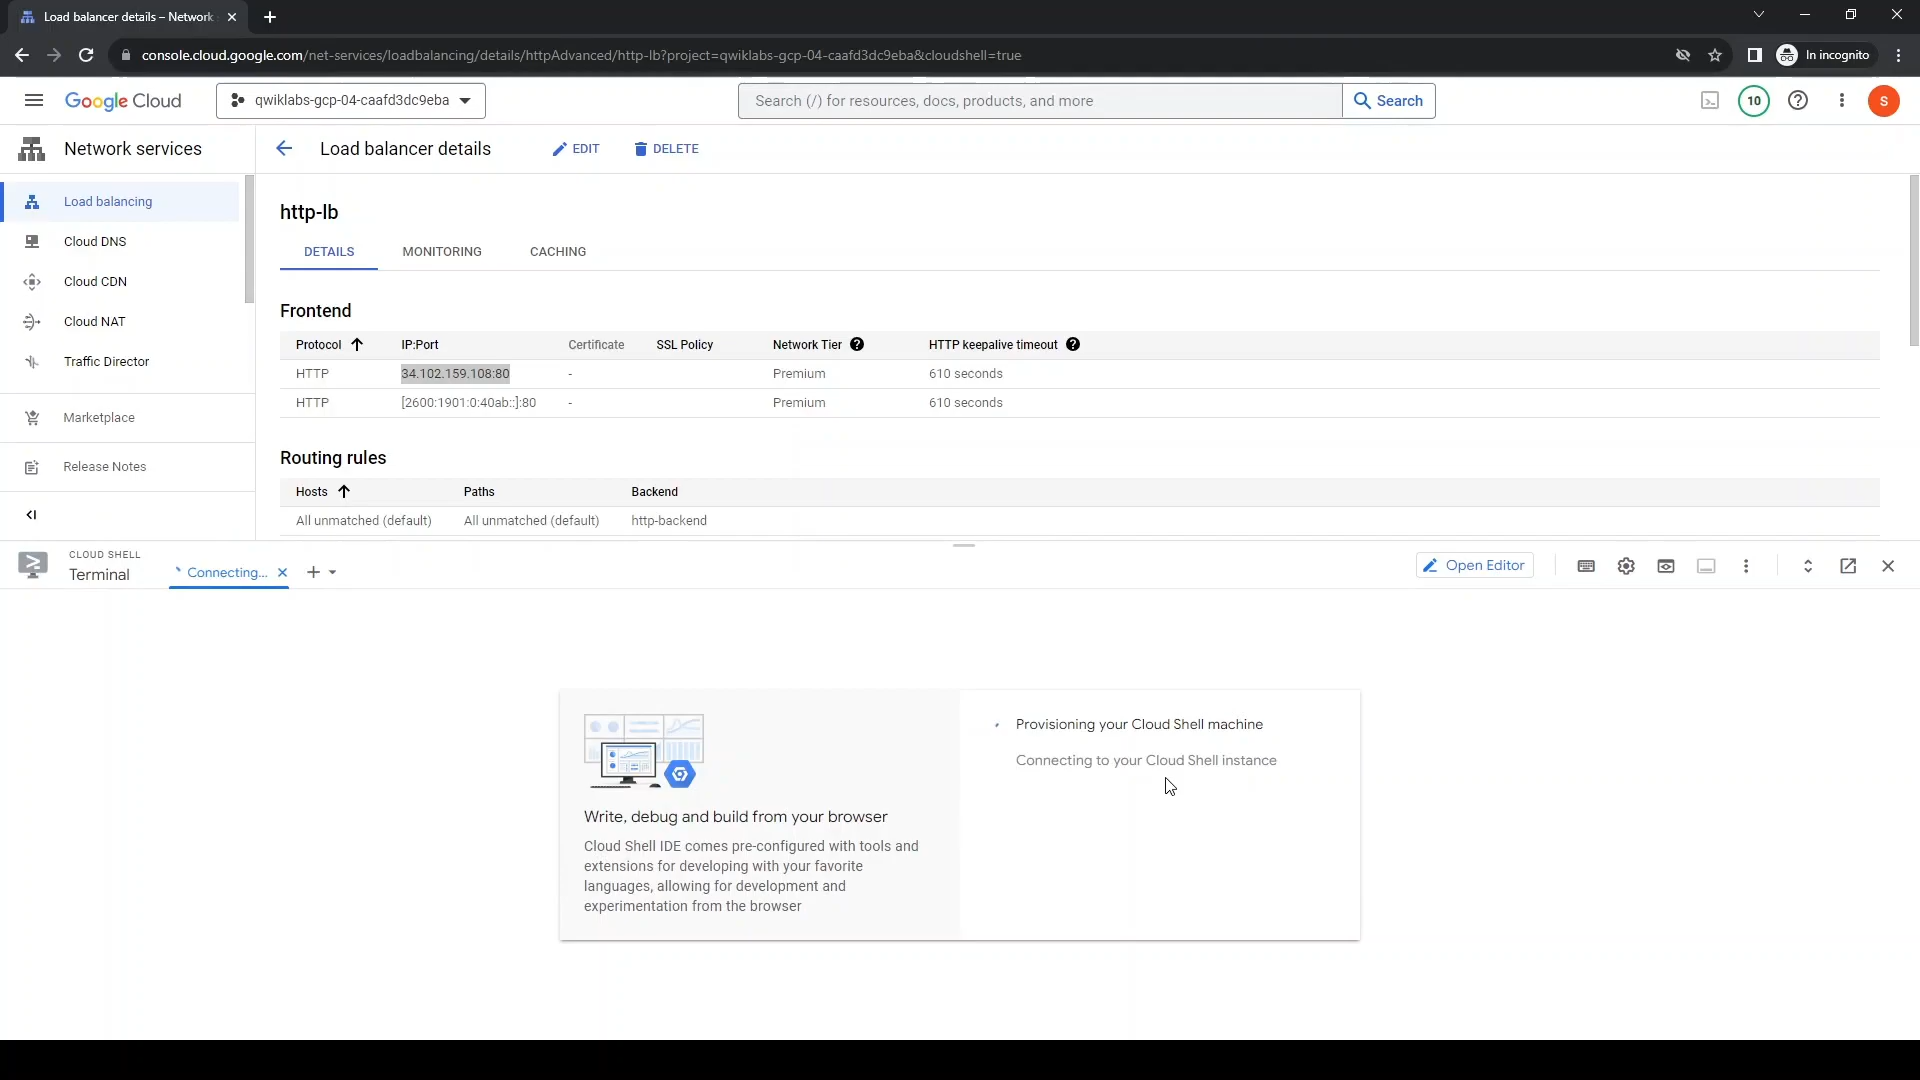 Load balancer details – Network
console.cloud.google.com/net-services/loadbalancing/details/httpAdvanced/http-lb?project=qwiklabs-gcp-04-caafd3dc9eba&cloudshell=true
In incognito
Google Cloud
qwiklabs-gcp-04-caafd3dc9eba
Search (/) for resources, docs, products, and more
Search
10
S
Network services
Load balancer details
EDIT
DELETE
Load balancing
Cloud DNS
Cloud CDN
Cloud NAT
Traffic Director
Marketplace
Release Notes
http-lb
DETAILS MONITORING CACHING
Frontend
Protocol IP:Port Certificate SSL Policy Network Tier HTTP keepalive timeout
HTTP 34.102.159.108:80 - Premium 610 seconds
HTTP [2600:1901:0:40ab::]:80 - Premium 610 seconds
Routing rules
Hosts Paths Backend
All unmatched (default) All unmatched (default) http-backend
CLOUD SHELL
Terminal
Connecting...
Open Editor
Write, debug and build from your browser
Cloud Shell IDE comes pre-configured with tools and
extensions for developing with your favorite
languages, allowing for development and
experimentation from the browser
Provisioning your Cloud Shell machine
Connecting to your Cloud Shell instance